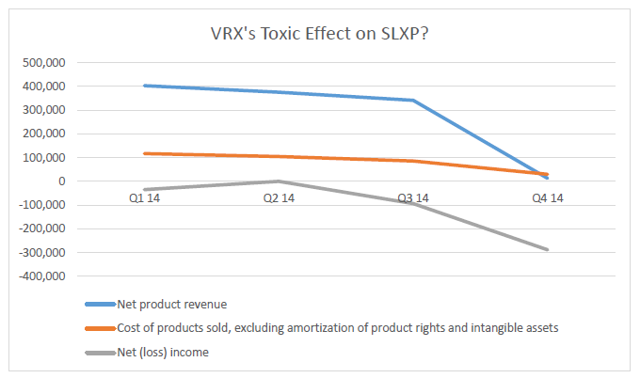 VRX's Toxic Effect on SLXP?
500,000
400,000
300,000
200,000
100,000
0
-100,000
-200,000
-300,000
-400,000
Q1 14 Q2 14 Q3 14 Q4 14
Net product revenue
Cost of products sold, excluding amortization of product rights and intangible assets
Net (loss) income